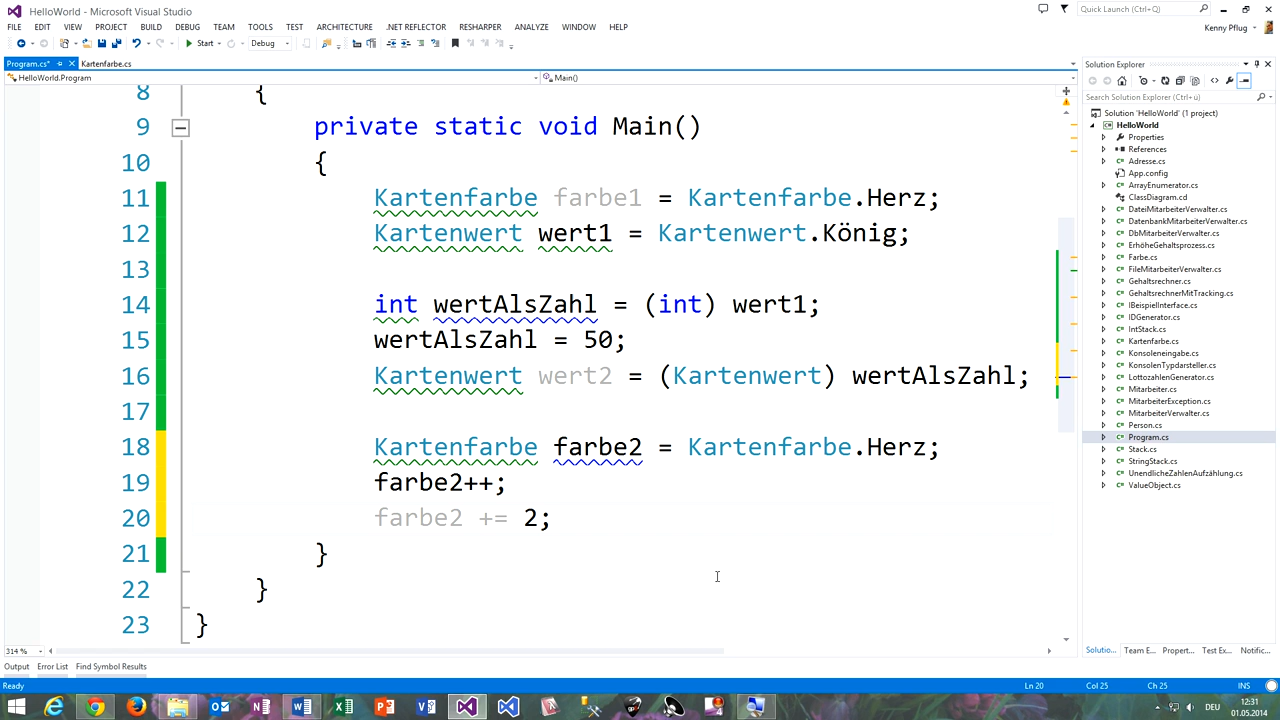 HelloWorld - Microsoft Visual Studio
Quick Launch (Ctrl+Q)
FILE EDIT VIEW PROJECT BUILD DEBUG TEAM TOOLS TEST ARCHITECTURE .NET REFLECTOR RESHARPER ANALYZE WINDOW HELP
Kenny Pflug
Start Debug
Program.cs* Kartenfarbe.cs
HelloWorld.Program Main()
8 {
9 private static void Main()
10 {
11 Kartenfarbe farbe1 = Kartenfarbe.Herz;
12 Kartenwert wert1 = Kartenwert.König;
13
14 int wertAlsZahl = (int) wert1;
15 wertAlsZahl = 50;
16 Kartenwert wert2 = (Kartenwert) wertAlsZahl;
17
18 Kartenfarbe farbe2 = Kartenfarbe.Herz;
19 farbe2++;
20 farbe2 += 2;
21 }
22 }
23 }
314 %
Solution Explorer
Search Solution Explorer (Ctrl+ü)
Solution 'HelloWorld' (1 project)
HelloWorld
Properties
References
Adresse.cs
App.config
ArrayEnumerator.cs
ClassDiagram.cd
DateiMitarbeiterVerwalter.cs
DatenbankMitarbeiterVerwalter.cs
DbMitarbeiterVerwalter.cs
ErhöheGehaltsprozess.cs
Farbe.cs
FileMitarbeiterVerwalter.cs
Gehaltsrechner.cs
GehaltsrechnerMitTracking.cs
IBeispielInterface.cs
IDGenerator.cs
IntStack.cs
Kartenfarbe.cs
Konsoleneingabe.cs
KonsolenTypdarsteller.cs
LottozahlenGenerator.cs
Mitarbeiter.cs
MitarbeiterException.cs
MitarbeiterVerwalter.cs
Person.cs
Program.cs
Stack.cs
StringStack.cs
UnendlicheZahlenAufzählung.cs
ValueObject.cs
Solutio... Team E... Propert... Test Ex... Notific...
Output Error List Find Symbol Results
Ready Ln 20 Col 25 Ch 25 INS
DEU 12:31
01.05.2014